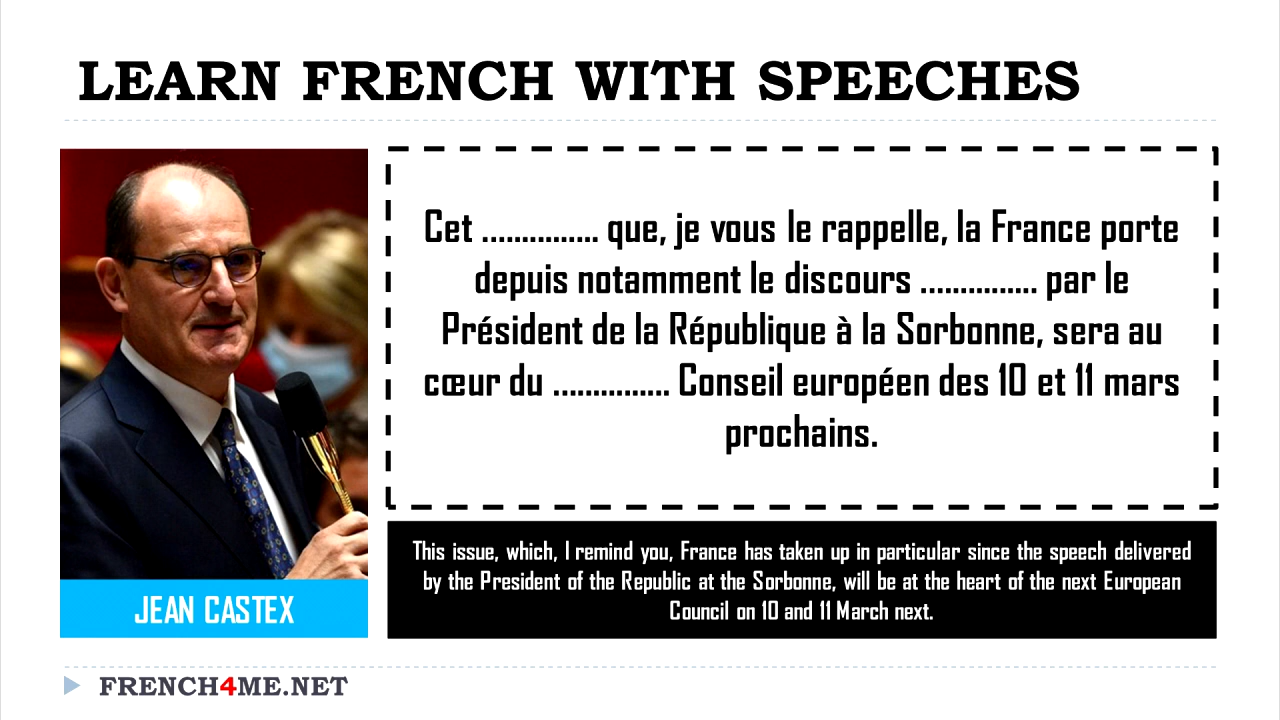 LEARN FRENCH WITH SPEECHES
Cet ............... que, je vous le rappelle, la France porte
depuis notamment le discours ............... par le
Président de la République à la Sorbonne, sera au
cœur du ............... Conseil européen des 10 et 11 mars
prochains.
This issue, which, I remind you, France has taken up in particular since the speech delivered
by the President of the Republic at the Sorbonne, will be at the heart of the next European
Council on 10 and 11 March next.
JEAN CASTEX
FRENCH4ME.NET